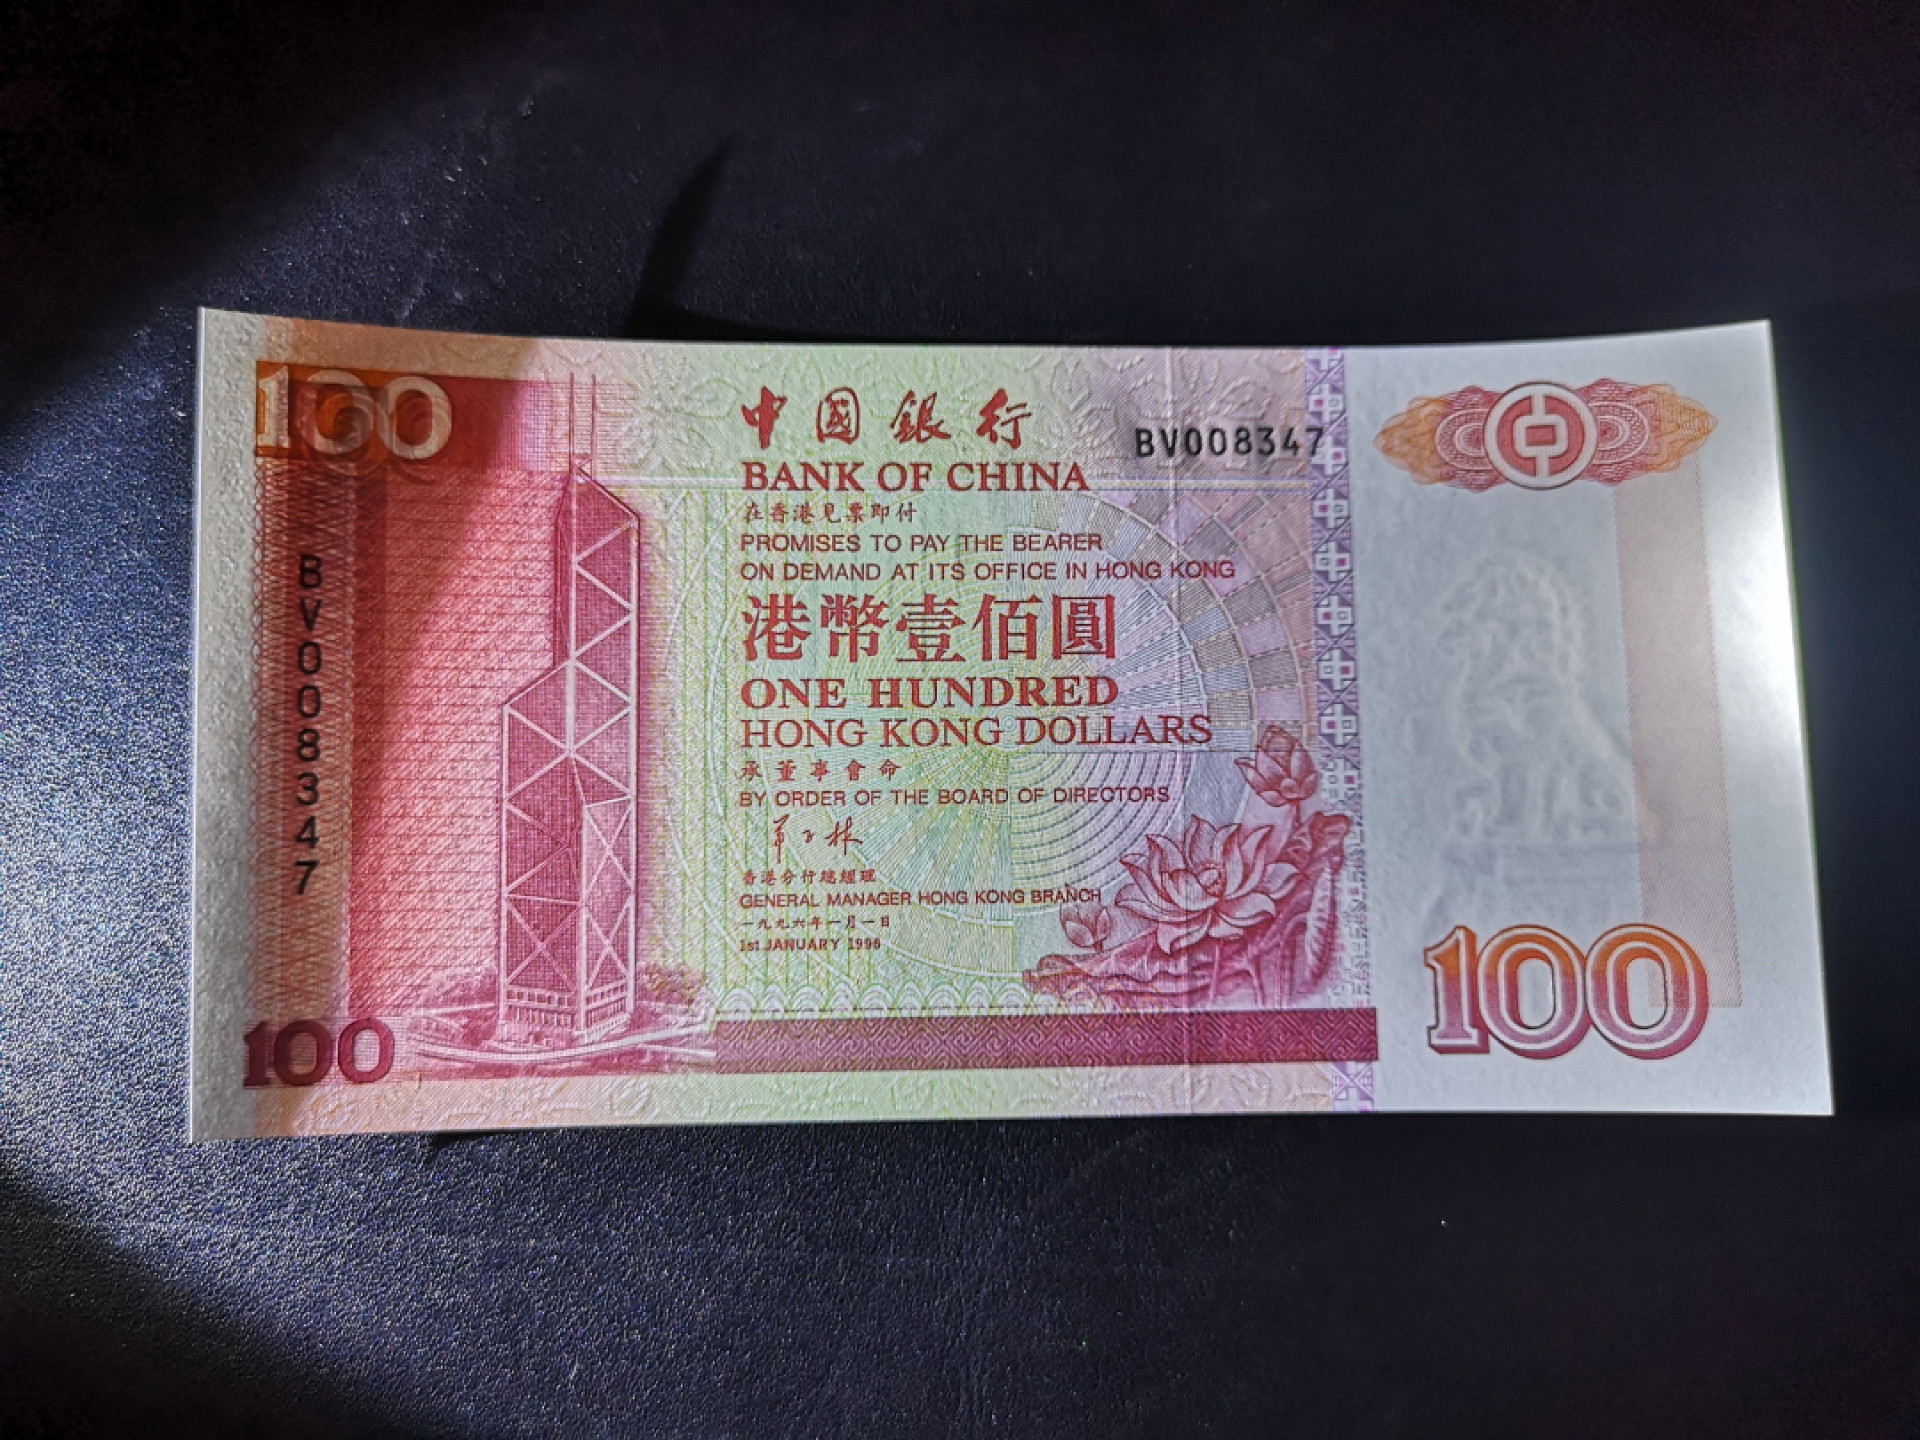 100
中國銀行
BV008347
BANK OF CHINA
在香港見票即付
PROMISES TO PAY THE BEARER
ON DEMAND AT ITS OFFICE IN HONG KONG
BV008347
港幣壹佰圓
ONE HUNDRED
HONG KONG DOLLARS
承董事會命
BY ORDER OF THE BOARD OF DIRECTORS
香港分行總經理
GENERAL MANAGER HONG KONG BRANCH
一九九六年一月一日
1st JANUARY 1996
100
100